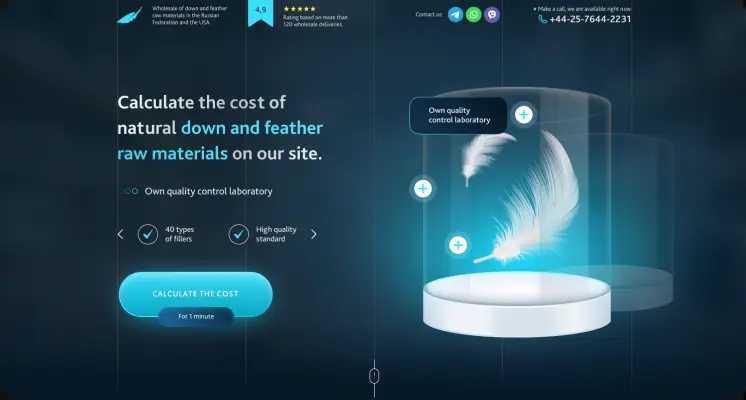 Wholesale of down and feather
raw materials in the Russian
Federation and the USA.
4,9
Rating based on more than
120 wholesale deliveries.
Contact us:
Make a call, we are available right now
+44-25-7644-2231
Calculate the cost of
natural down and feather
raw materials on our site.
Own quality control laboratory
40 types
of fillers
High quality
standard
CALCULATE THE COST
For 1 minute
Own quality
control laboratory